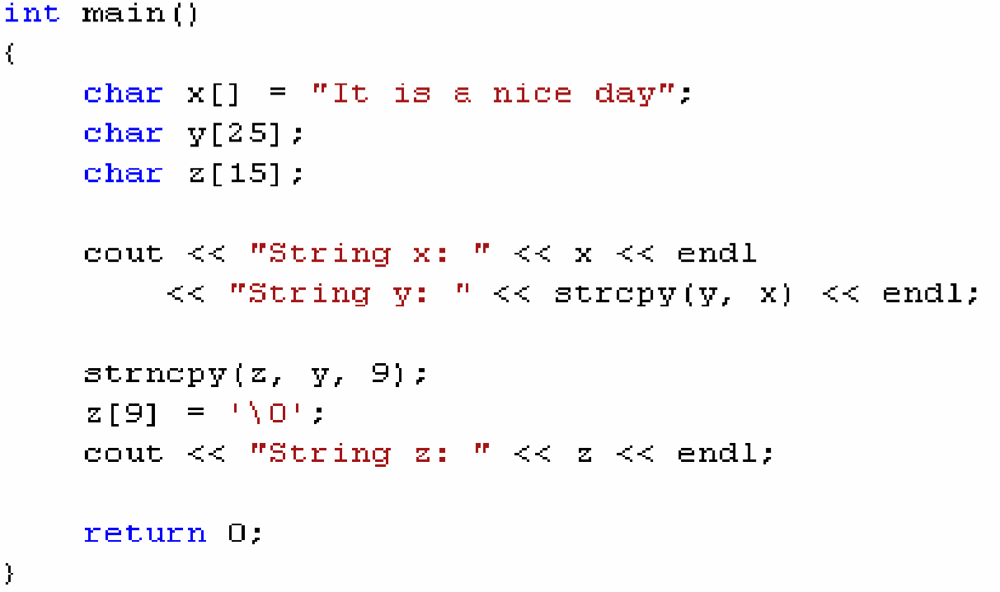 int main()
{
char x[] = "It is a nice day";
char y[25];
char z[15];
cout << "String x: " << x << endl
<< "String y: " << strcpy(y, x) << endl;
strncpy(z, y, 9);
z[9] = '\0';
cout << "String z: " << z << endl;
return 0;
}